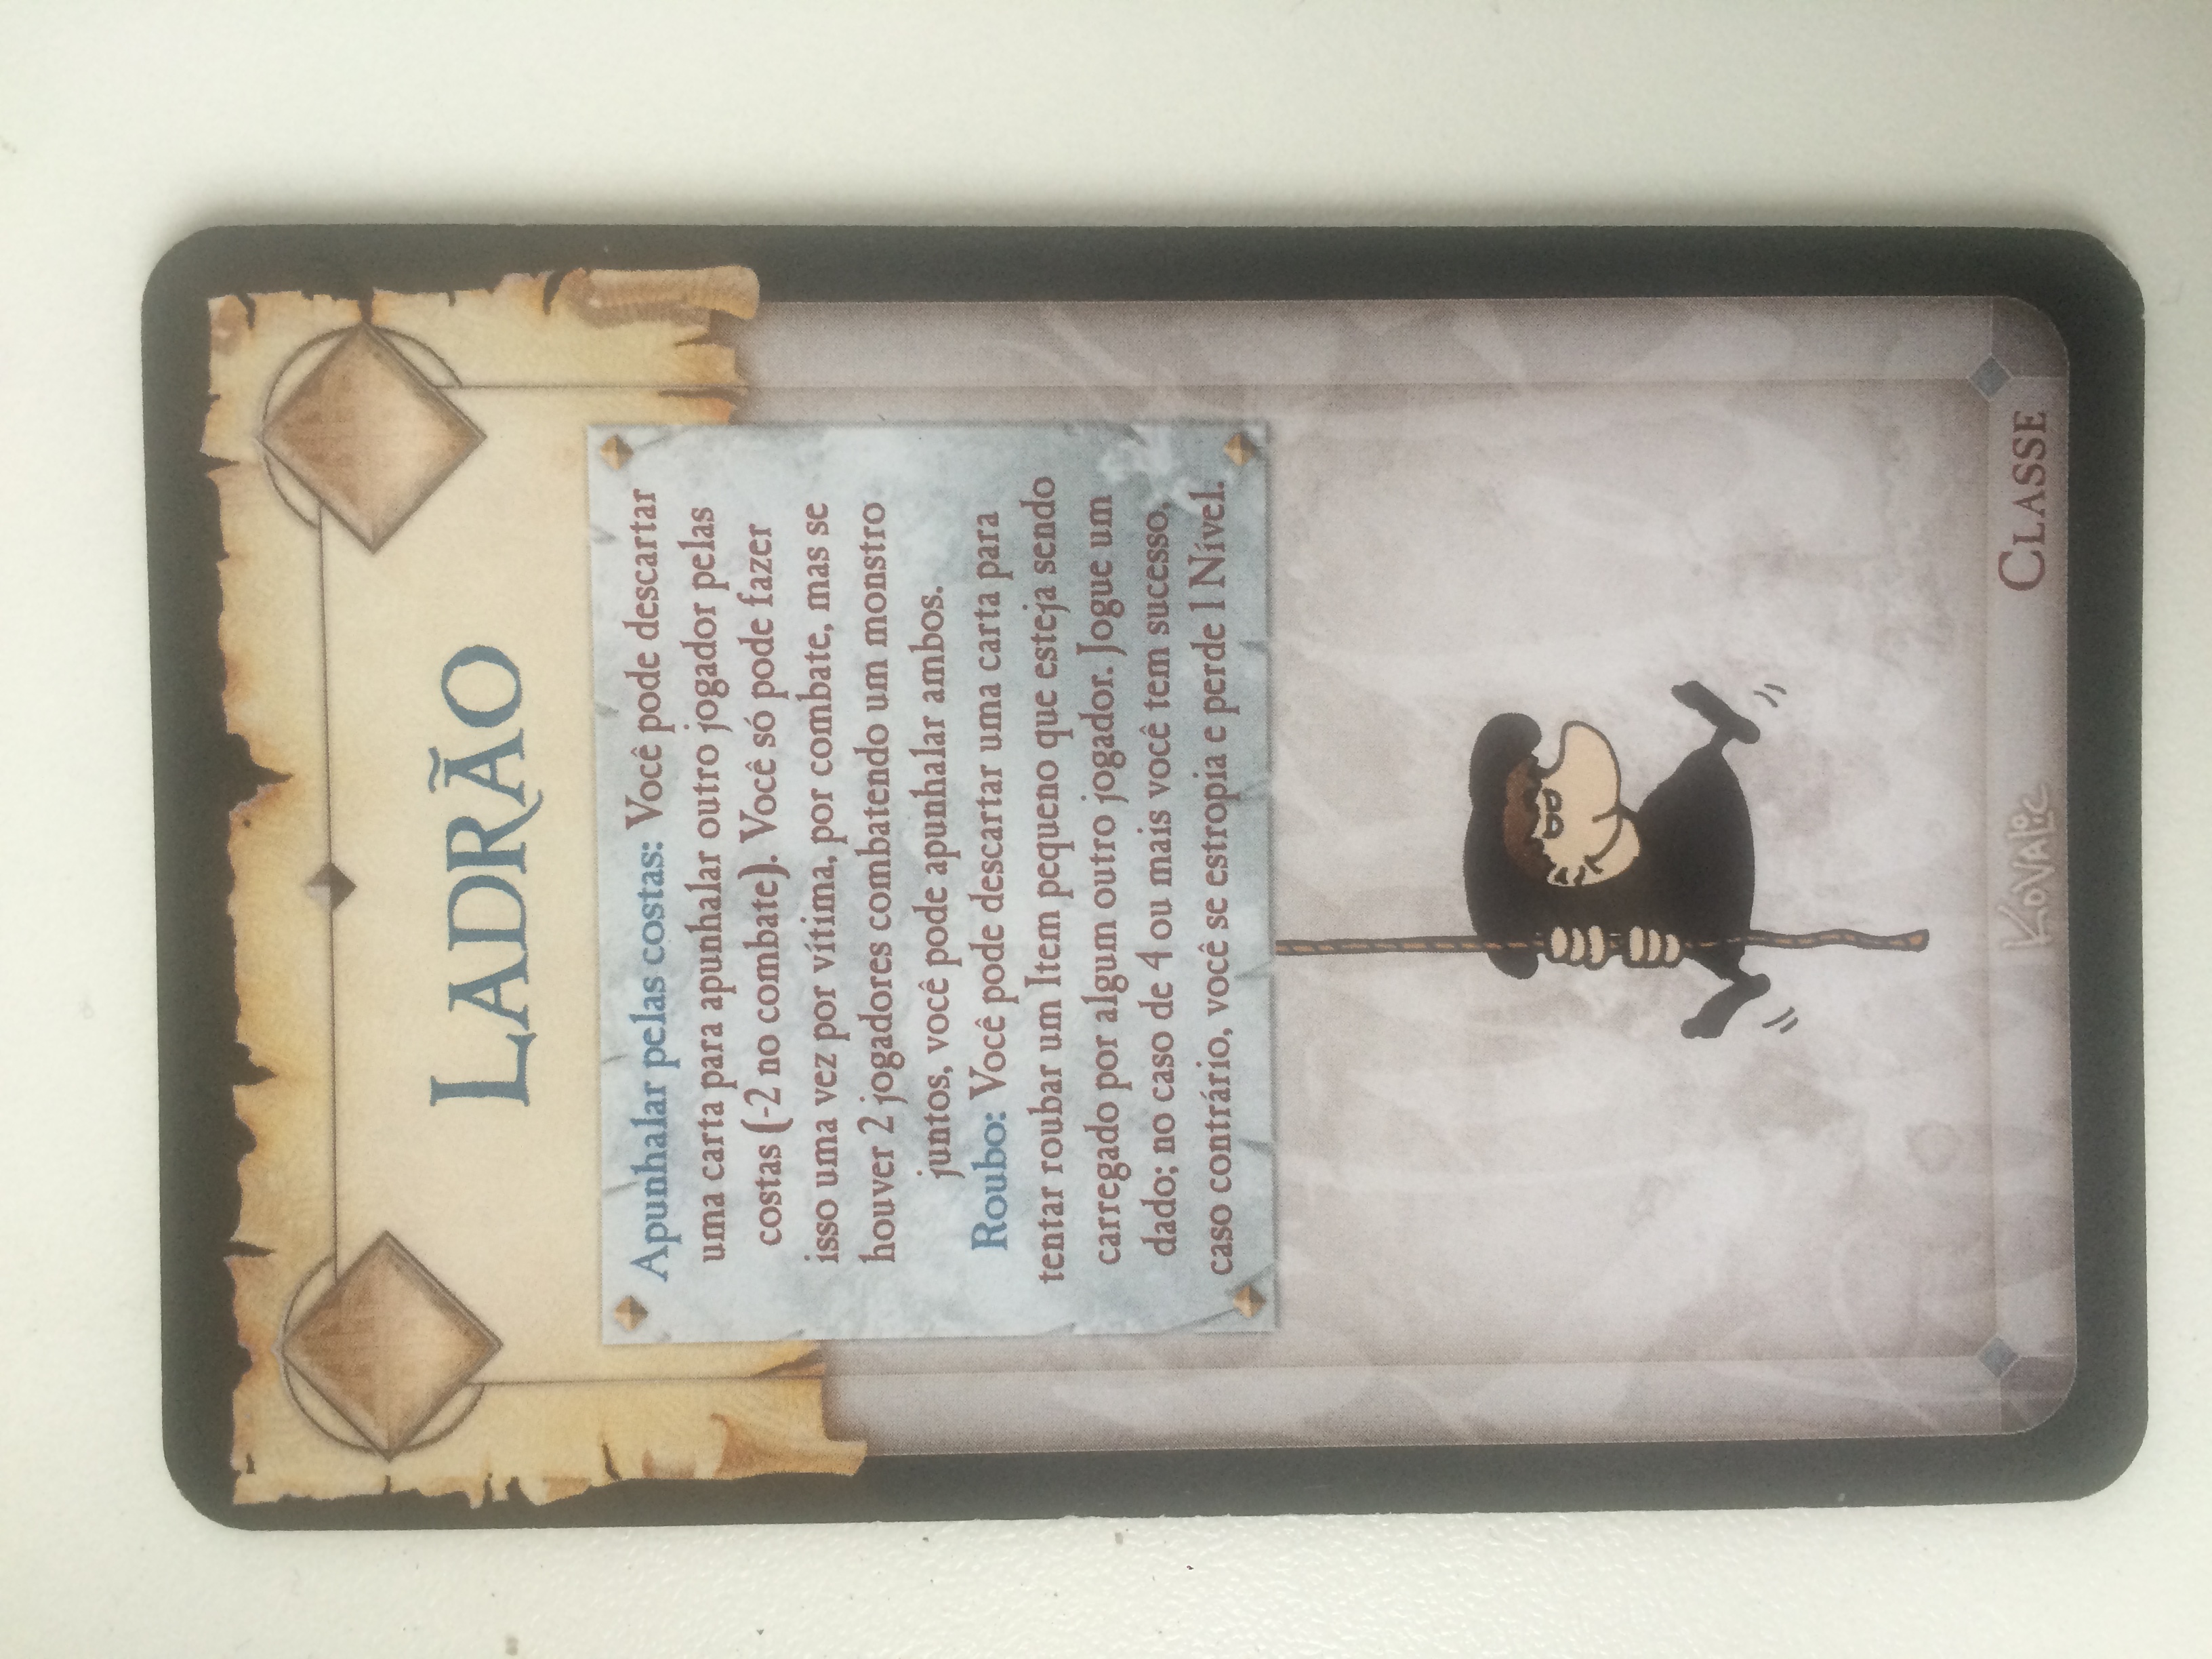 LADRÃO
Apunhalar pelas costas: Você pode descartar
uma carta para apunhalar outro jogador pelas
costas (-2 no combate). Você só pode fazer
isso uma vez por vítima, por combate, mas se
houver 2 jogadores combatendo um monstro
juntos, você pode apunhalar ambos.
Roubo: Você pode descartar uma carta para
tentar roubar um Item pequeno que esteja sendo
carregado por algum outro jogador. Jogue um
dado; no caso de 4 ou mais você tem sucesso,
caso contrário, você se estropia e perde 1 Nível.
KOVALIC
CLASSE